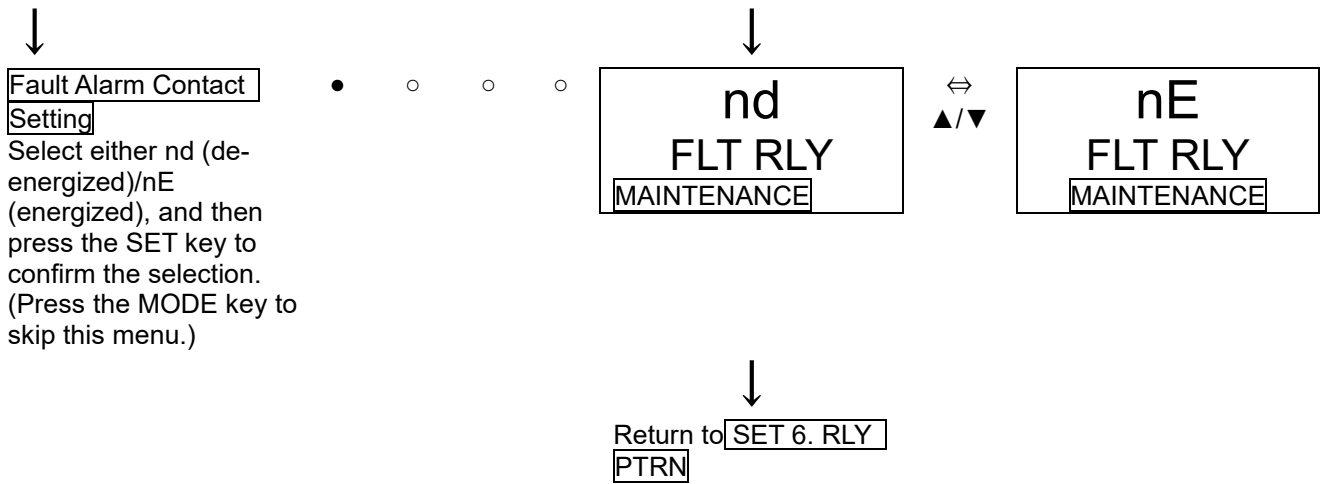 ↓ ↓
Fault Alarm Contact
Setting
Select either nd (de-
energized)/nE
(energized), and then
press the SET key to
confirm the selection.
(Press the MODE key to
skip this menu.)
● ○ ○ ○
nd
FLT RLY
MAINTENANCE
⇔
▲/▼
nE
FLT RLY
MAINTENANCE
↓
Return to SET 6. RLY
PTRN